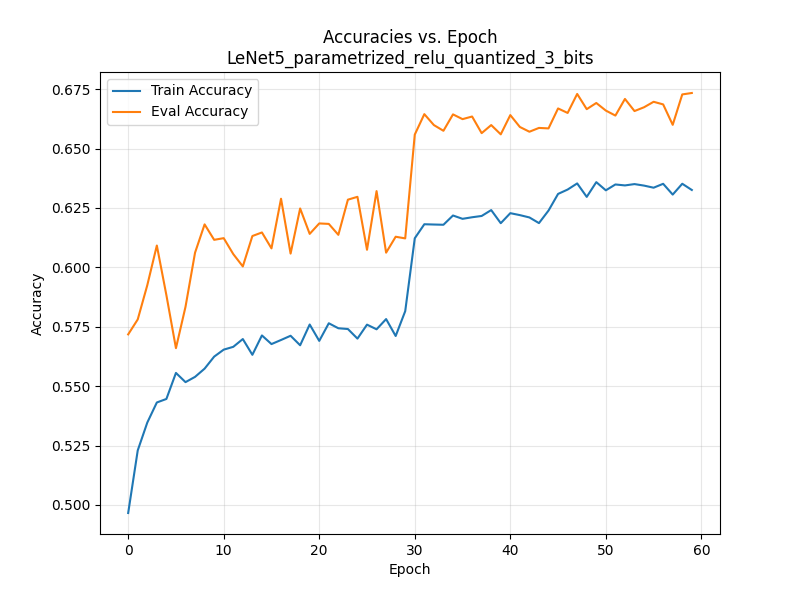 Accuracies vs. Epoch
LeNet5_parametrized_relu_quantized_3_bits
Train Accuracy
Eval Accuracy
0.675
0.650
0.625
0.600
0.575
0.550
0.525
0.500
Accuracy
0 10 20 30 40 50 60
Epoch